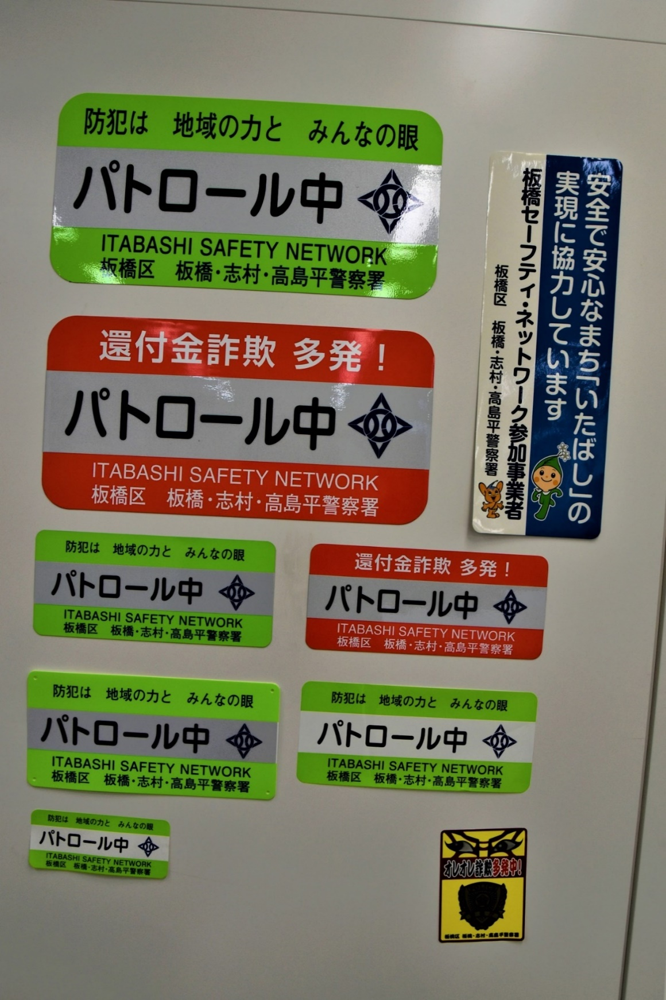 防犯は 地域の力と みんなの眼
パトロール中
ITABASHI SAFETY NETWORK
板橋区 板橋・志村・高島平警察署
安全で安心なまち「いたばし」の
実現に協力しています
板橋セーフティ・ネットワーク参加事業者
板橋区 板橋・志村・高島平警察署
還付金詐欺 多発！
パトロール中
ITABASHI SAFETY NETWORK
板橋区 板橋・志村・高島平警察署
防犯は 地域の力と みんなの眼
パトロール中
ITABASHI SAFETY NETWORK
板橋区 板橋・志村・高島平警察署
還付金詐欺 多発！
パトロール中
ITABASHI SAFETY NETWORK
板橋区 板橋・志村・高島平警察署
防犯は 地域の力と みんなの眼
パトロール中
ITABASHI SAFETY NETWORK
板橋区 板橋・志村・高島平警察署
防犯は 地域の力と みんなの眼
パトロール中
ITABASHI SAFETY NETWORK
板橋区 板橋・志村・高島平警察署
防犯は 地域の力と みんなの眼
パトロール中
ITABASHI SAFETY NETWORK
板橋区 板橋・志村・高島平警察署
オレオレ詐欺多発中！
板橋区 板橋・志村・高島平警察署